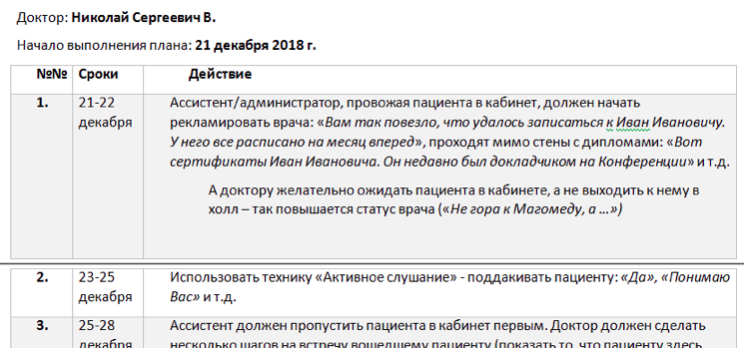 Доктор: Николай Сергеевич В.
Начало выполнения плана: 21 декабря 2018 г.
№№ Сроки Действие
1. 21-22 Ассистент/администратор, провожая пациента в кабинет, должен начать
декабря рекламировать врача: «Вам так повезло, что удалось записаться к Иван Ивановичу.
У него все расписано на месяц вперед», проходят мимо стены с дипломами: «Вот
сертификаты Иван Ивановича. Он недавно был докладчиком на Конференции» и т.д.
А доктору желательно ожидать пациента в кабинете, а не выходить к нему в
холл – так повышается статус врача («Не гора к Магомеду, а ...»)
2. 23-25 Использовать технику «Активное слушание» - поддакивать пациенту: «Да», «Понимаю
декабря Вас» и т.д.
3. 25-28 Ассистент должен пропустить пациента в кабинет первым. Доктор должен сделать
декабря несколько шагов на встречу вошедшему пациенту (показать то, что пациенту здесь